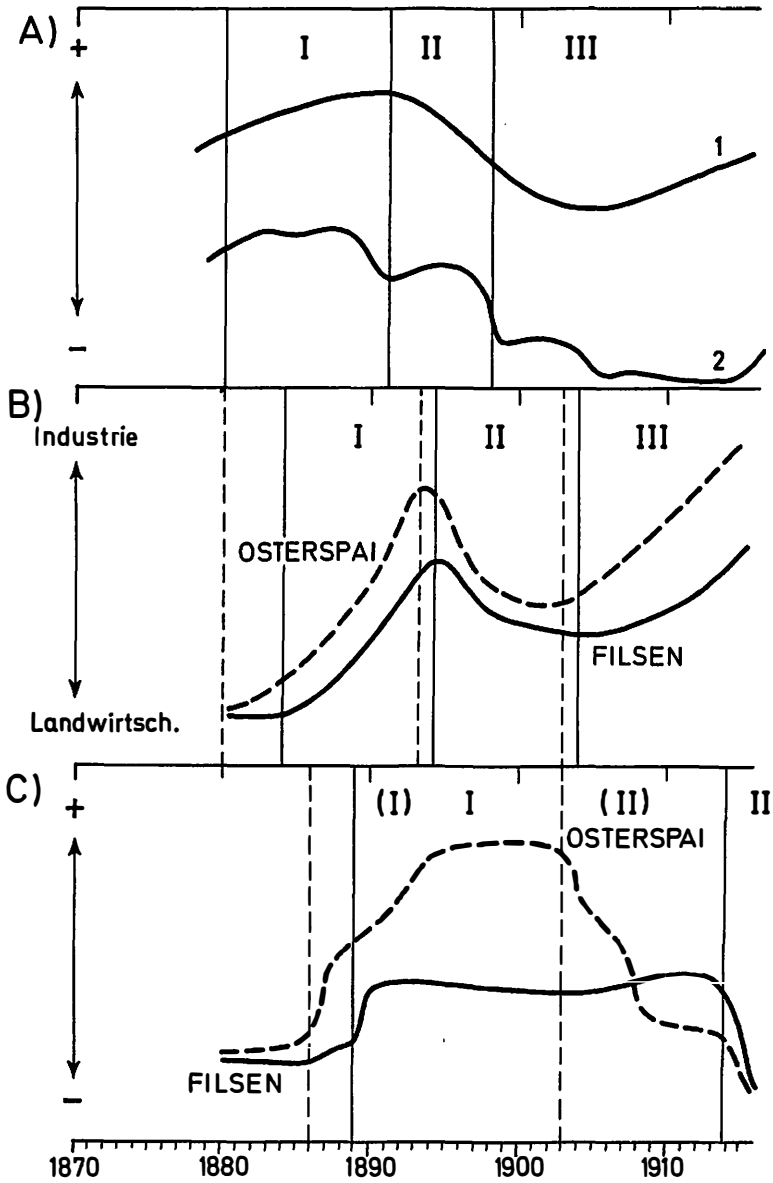 A)
+
I II III
1
2
−
B)
Industrie
I II III
OSTERSPAI
FILSEN
Landwirtsch.
C)
+
(I) I (II) II
OSTERSPAI
FILSEN
−
1870 1880 1890 1900 1910